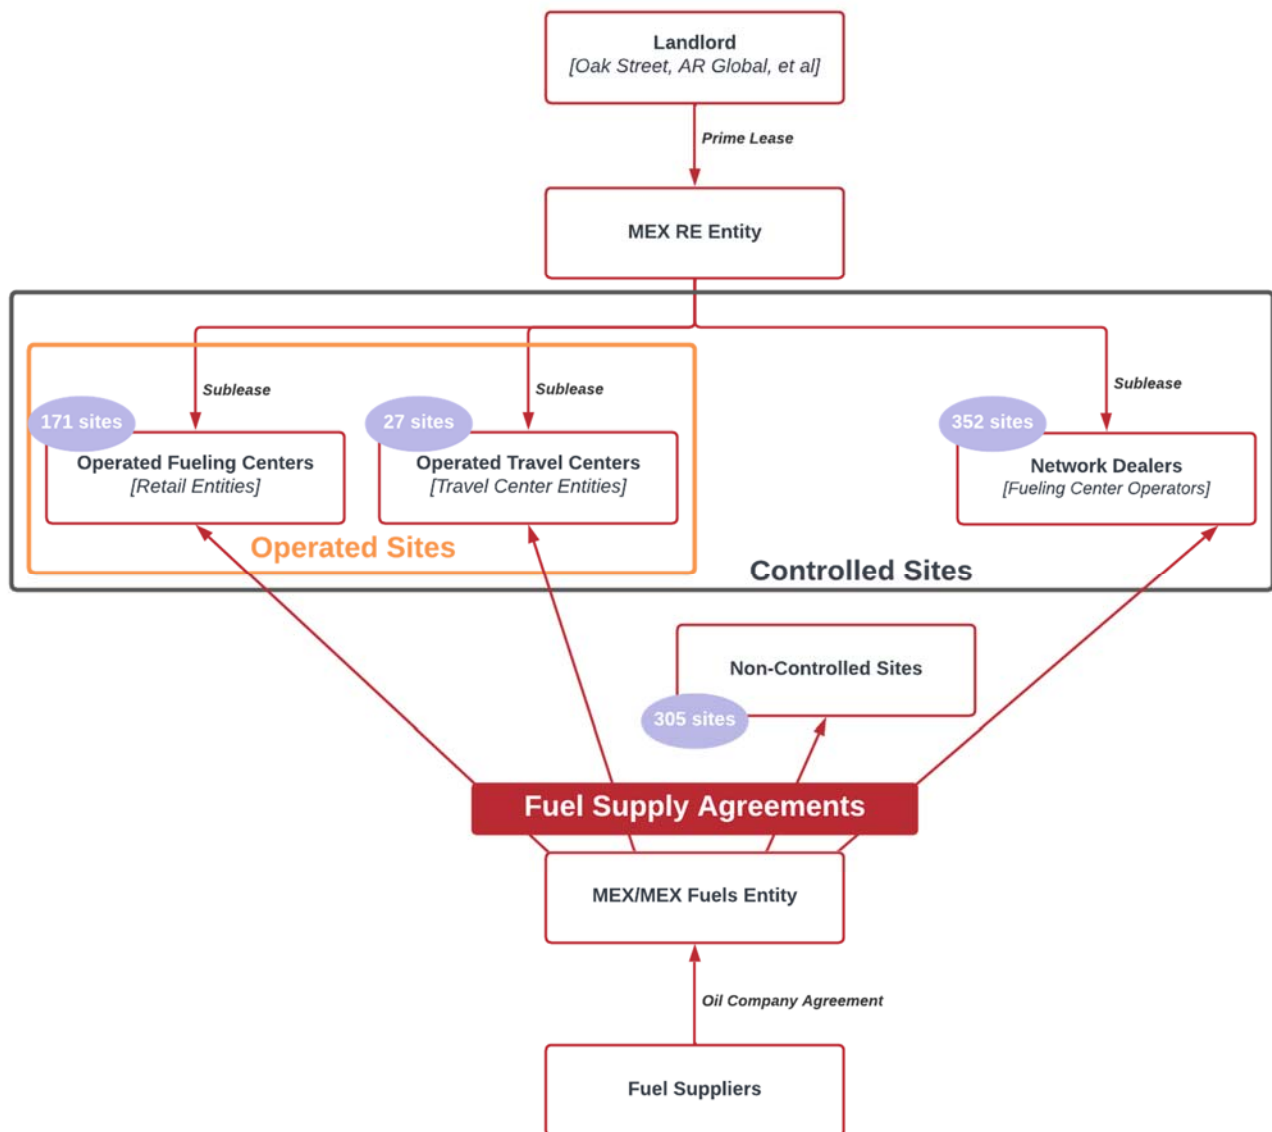 Landlord
[Oak Street, AR Global, et al]
Prime Lease
MEX RE Entity
Sublease
Sublease
Sublease
171 sites
27 sites
352 sites
Operated Fueling Centers
[Retail Entities]
Operated Travel Centers
[Travel Center Entities]
Network Dealers
[Fueling Center Operators]
Operated Sites
Controlled Sites
Non-Controlled Sites
305 sites
Fuel Supply Agreements
MEX/MEX Fuels Entity
Oil Company Agreement
Fuel Suppliers